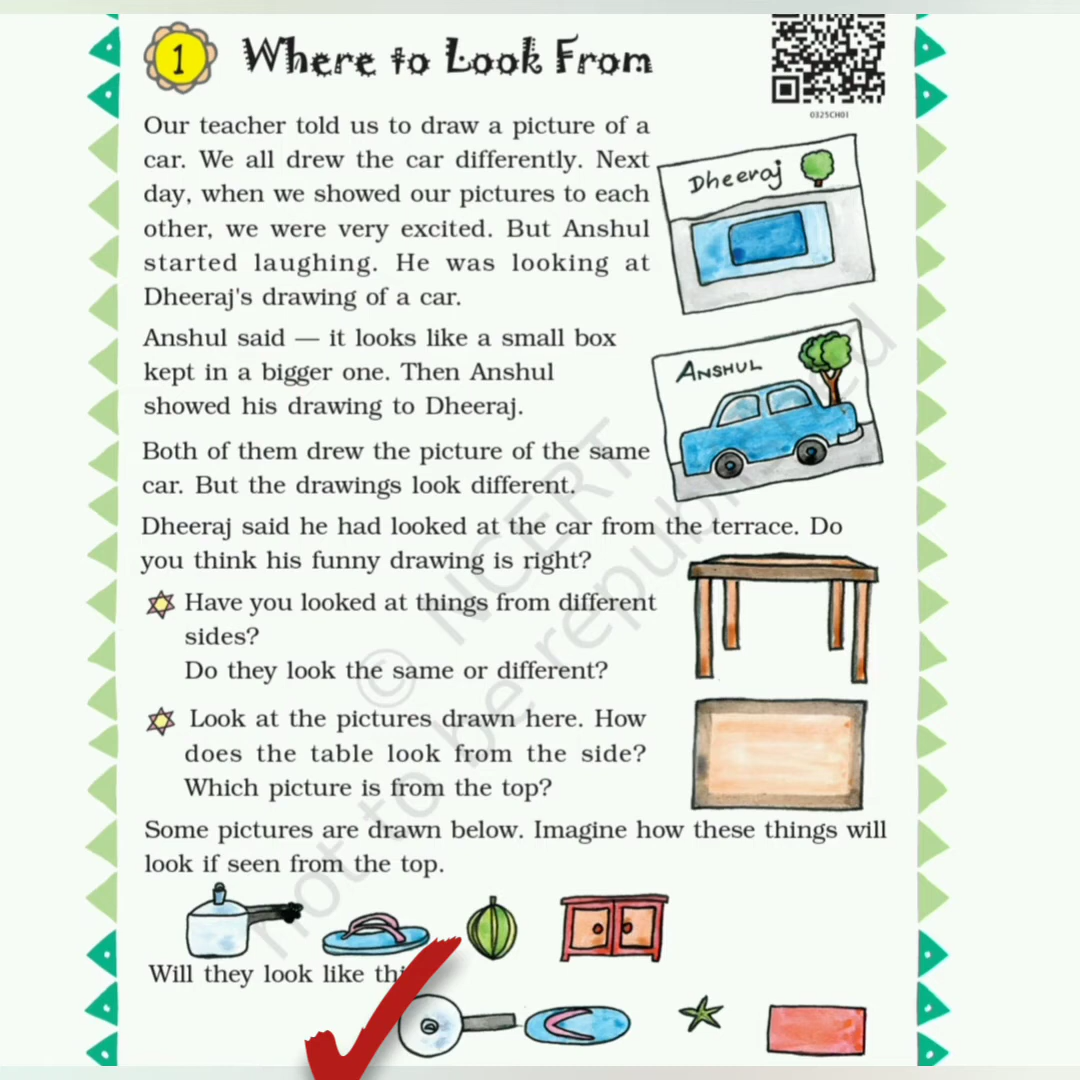 1 Where to Look From
0325CH01
Our teacher told us to draw a picture of a
car. We all drew the car differently. Next
day, when we showed our pictures to each
other, we were very excited. But Anshul
started laughing. He was looking at
Dheeraj's drawing of a car.
Dheeraj
Anshul said — it looks like a small box
kept in a bigger one. Then Anshul
showed his drawing to Dheeraj.
ANSHUL
Both of them drew the picture of the same
car. But the drawings look different.
Dheeraj said he had looked at the car from the terrace. Do
you think his funny drawing is right?
Have you looked at things from different
sides?
Do they look the same or different?
Look at the pictures drawn here. How
does the table look from the side?
Which picture is from the top?
Some pictures are drawn below. Imagine how these things will
look if seen from the top.
Will they look like
© NCERT
not to be republished